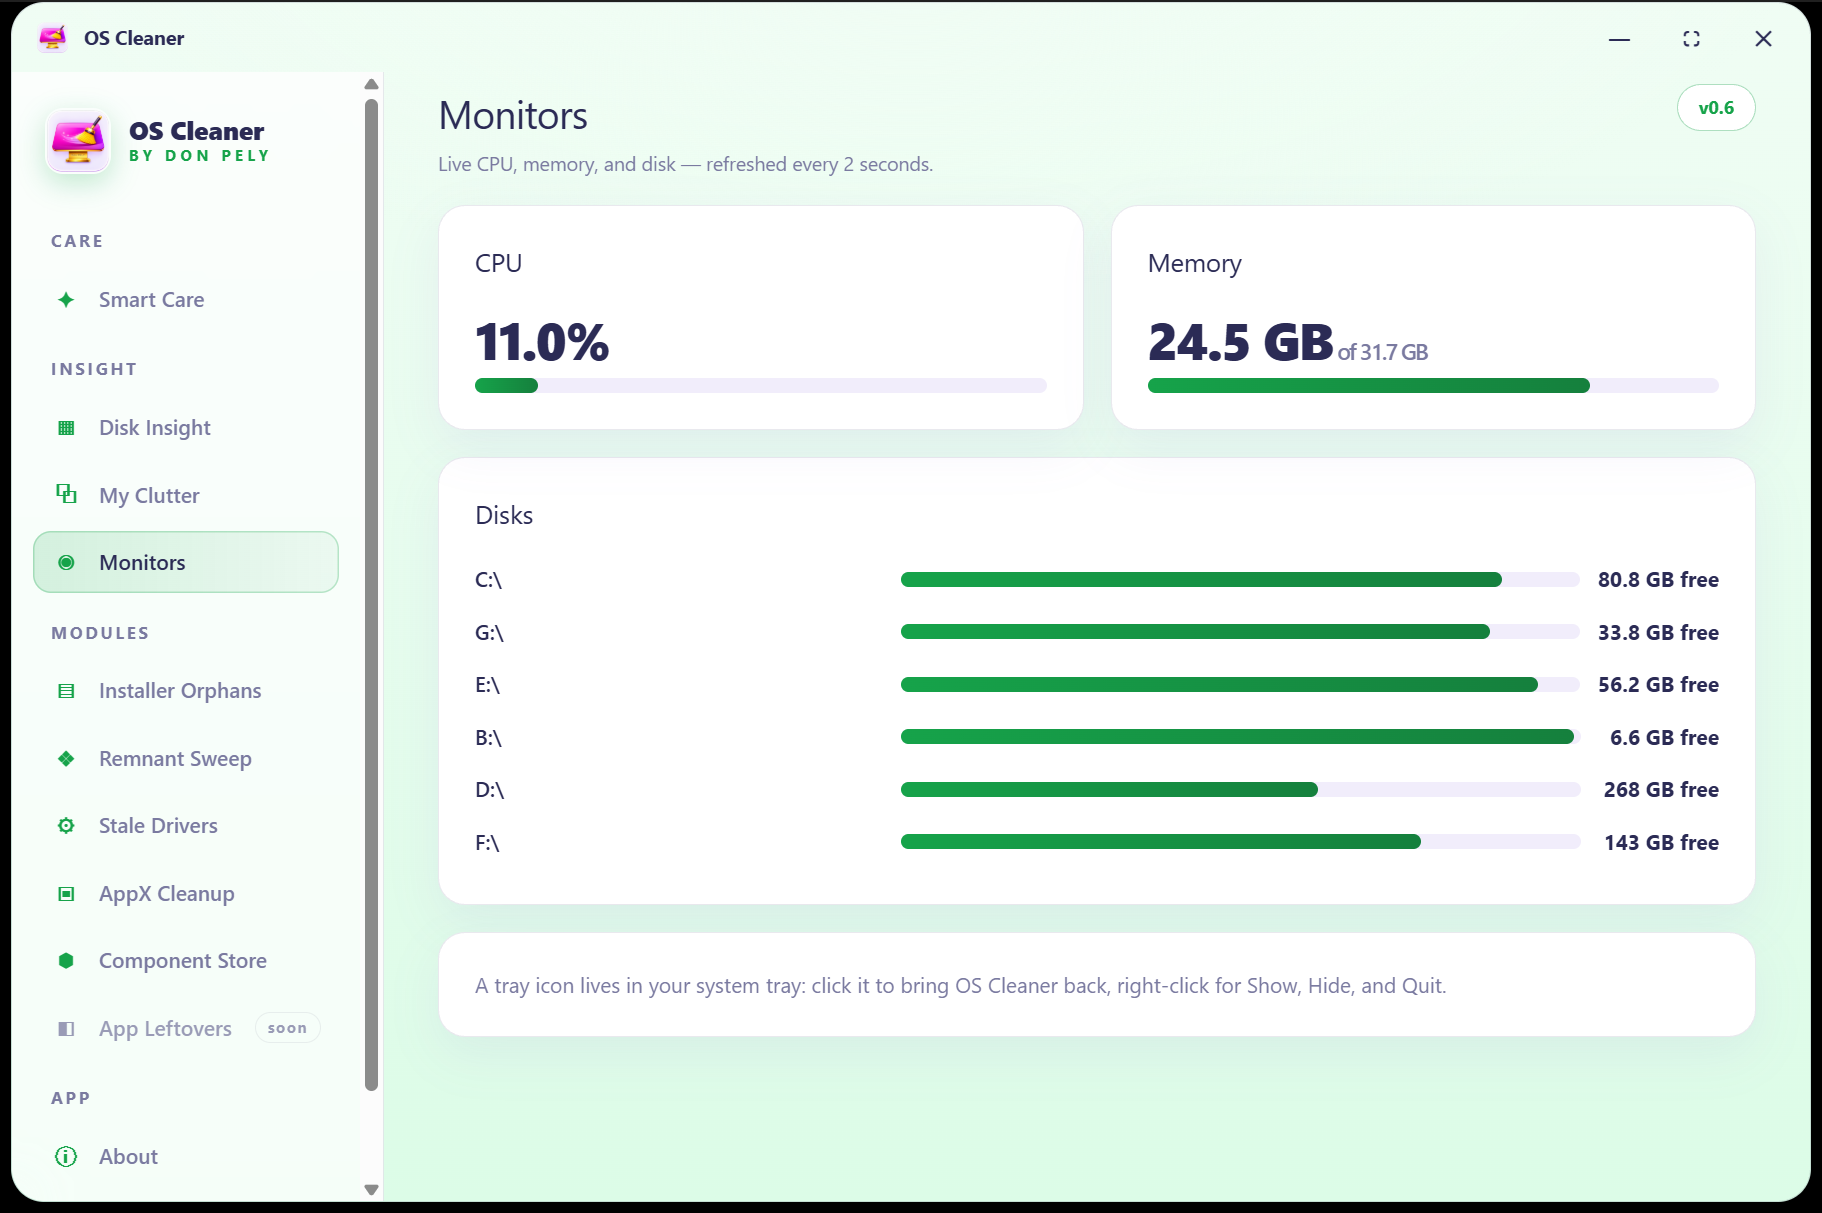 OS Cleaner
OS Cleaner
BY DON PELY
CARE
Smart Care
INSIGHT
Disk Insight
My Clutter
Monitors
MODULES
Installer Orphans
Remnant Sweep
Stale Drivers
AppX Cleanup
Component Store
App Leftovers soon
APP
About
Monitors
v0.6
Live CPU, memory, and disk — refreshed every 2 seconds.
CPU
11.0%
Memory
24.5 GB of 31.7 GB
Disks
C:\ 80.8 GB free
G:\ 33.8 GB free
E:\ 56.2 GB free
B:\ 6.6 GB free
D:\ 268 GB free
F:\ 143 GB free
A tray icon lives in your system tray: click it to bring OS Cleaner back, right-click for Show, Hide, and Quit.